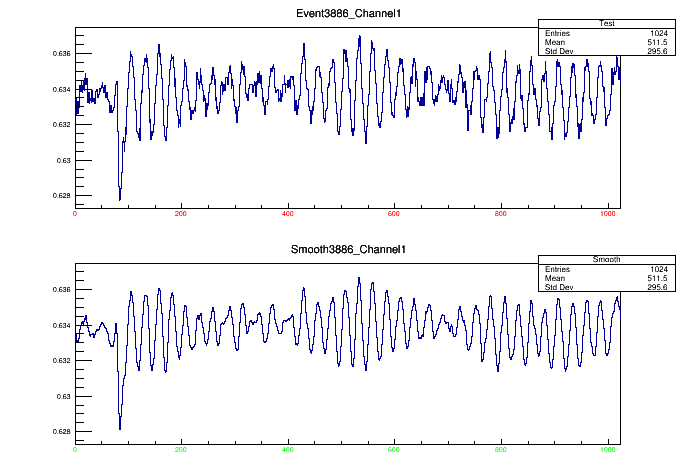 Event3886_Channel1
Test
Entries 1024
Mean 511.5
Std Dev 295.6
0.636
0.634
0.632
0.63
0.628
0 200 400 600 800 1000
Smooth3886_Channel1
Smooth
Entries 1024
Mean 511.5
Std Dev 295.6
0.636
0.634
0.632
0.63
0.628
0 200 400 600 800 1000